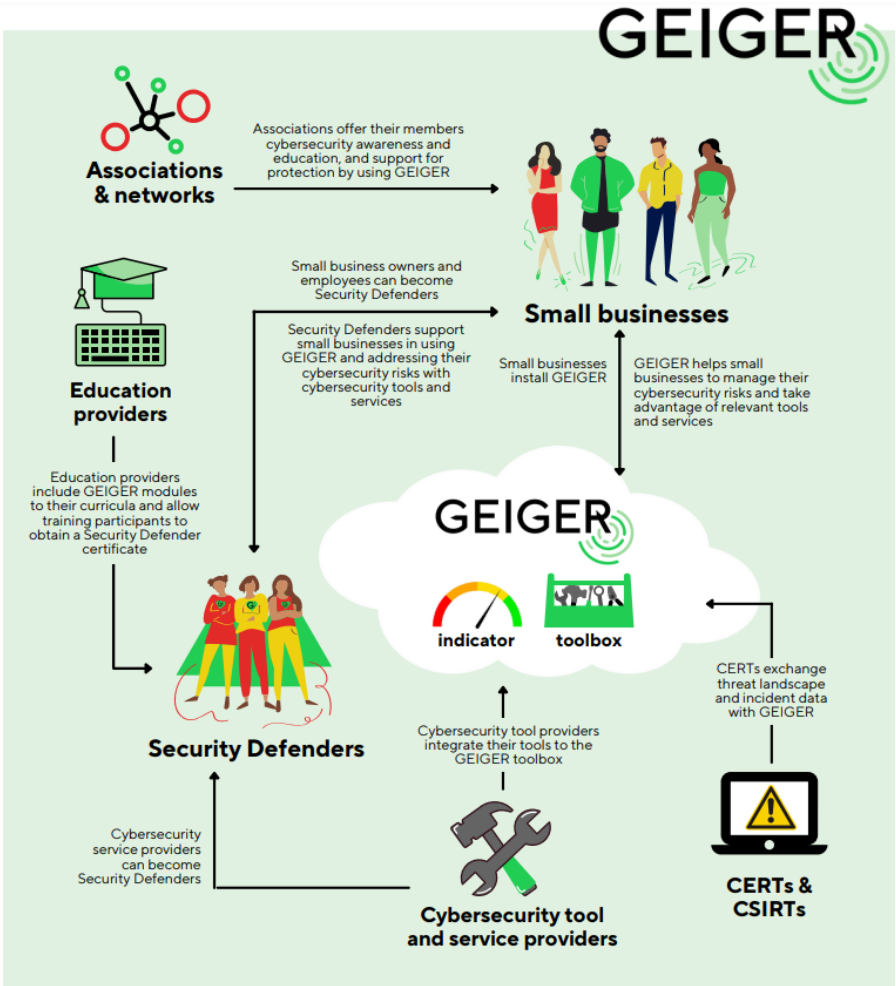 GEIGER
Associations
& networks
Associations offer their members
cybersecurity awareness and
education, and support for
protection by using GEIGER
Small businesses
Education
providers
Small business owners and
employees can become
Security Defenders
Security Defenders support
small businesses in using
GEIGER and addressing their
cybersecurity risks with
cybersecurity tools and
services
Small businesses
install GEIGER
GEIGER helps small
businesses to manage their
cybersecurity risks and take
advantage of relevant tools
and services
Education providers
include GEIGER modules
to their curricula and allow
training participants to
obtain a Security Defender
certificate
GEIGER
indicator
toolbox
Security Defenders
CERTs exchange
threat landscape
and incident data
with GEIGER
Cybersecurity tool providers
integrate their tools to the
GEIGER toolbox
Cybersecurity
service providers
can become
Security Defenders
Cybersecurity tool
and service providers
CERTs &
CSIRTs